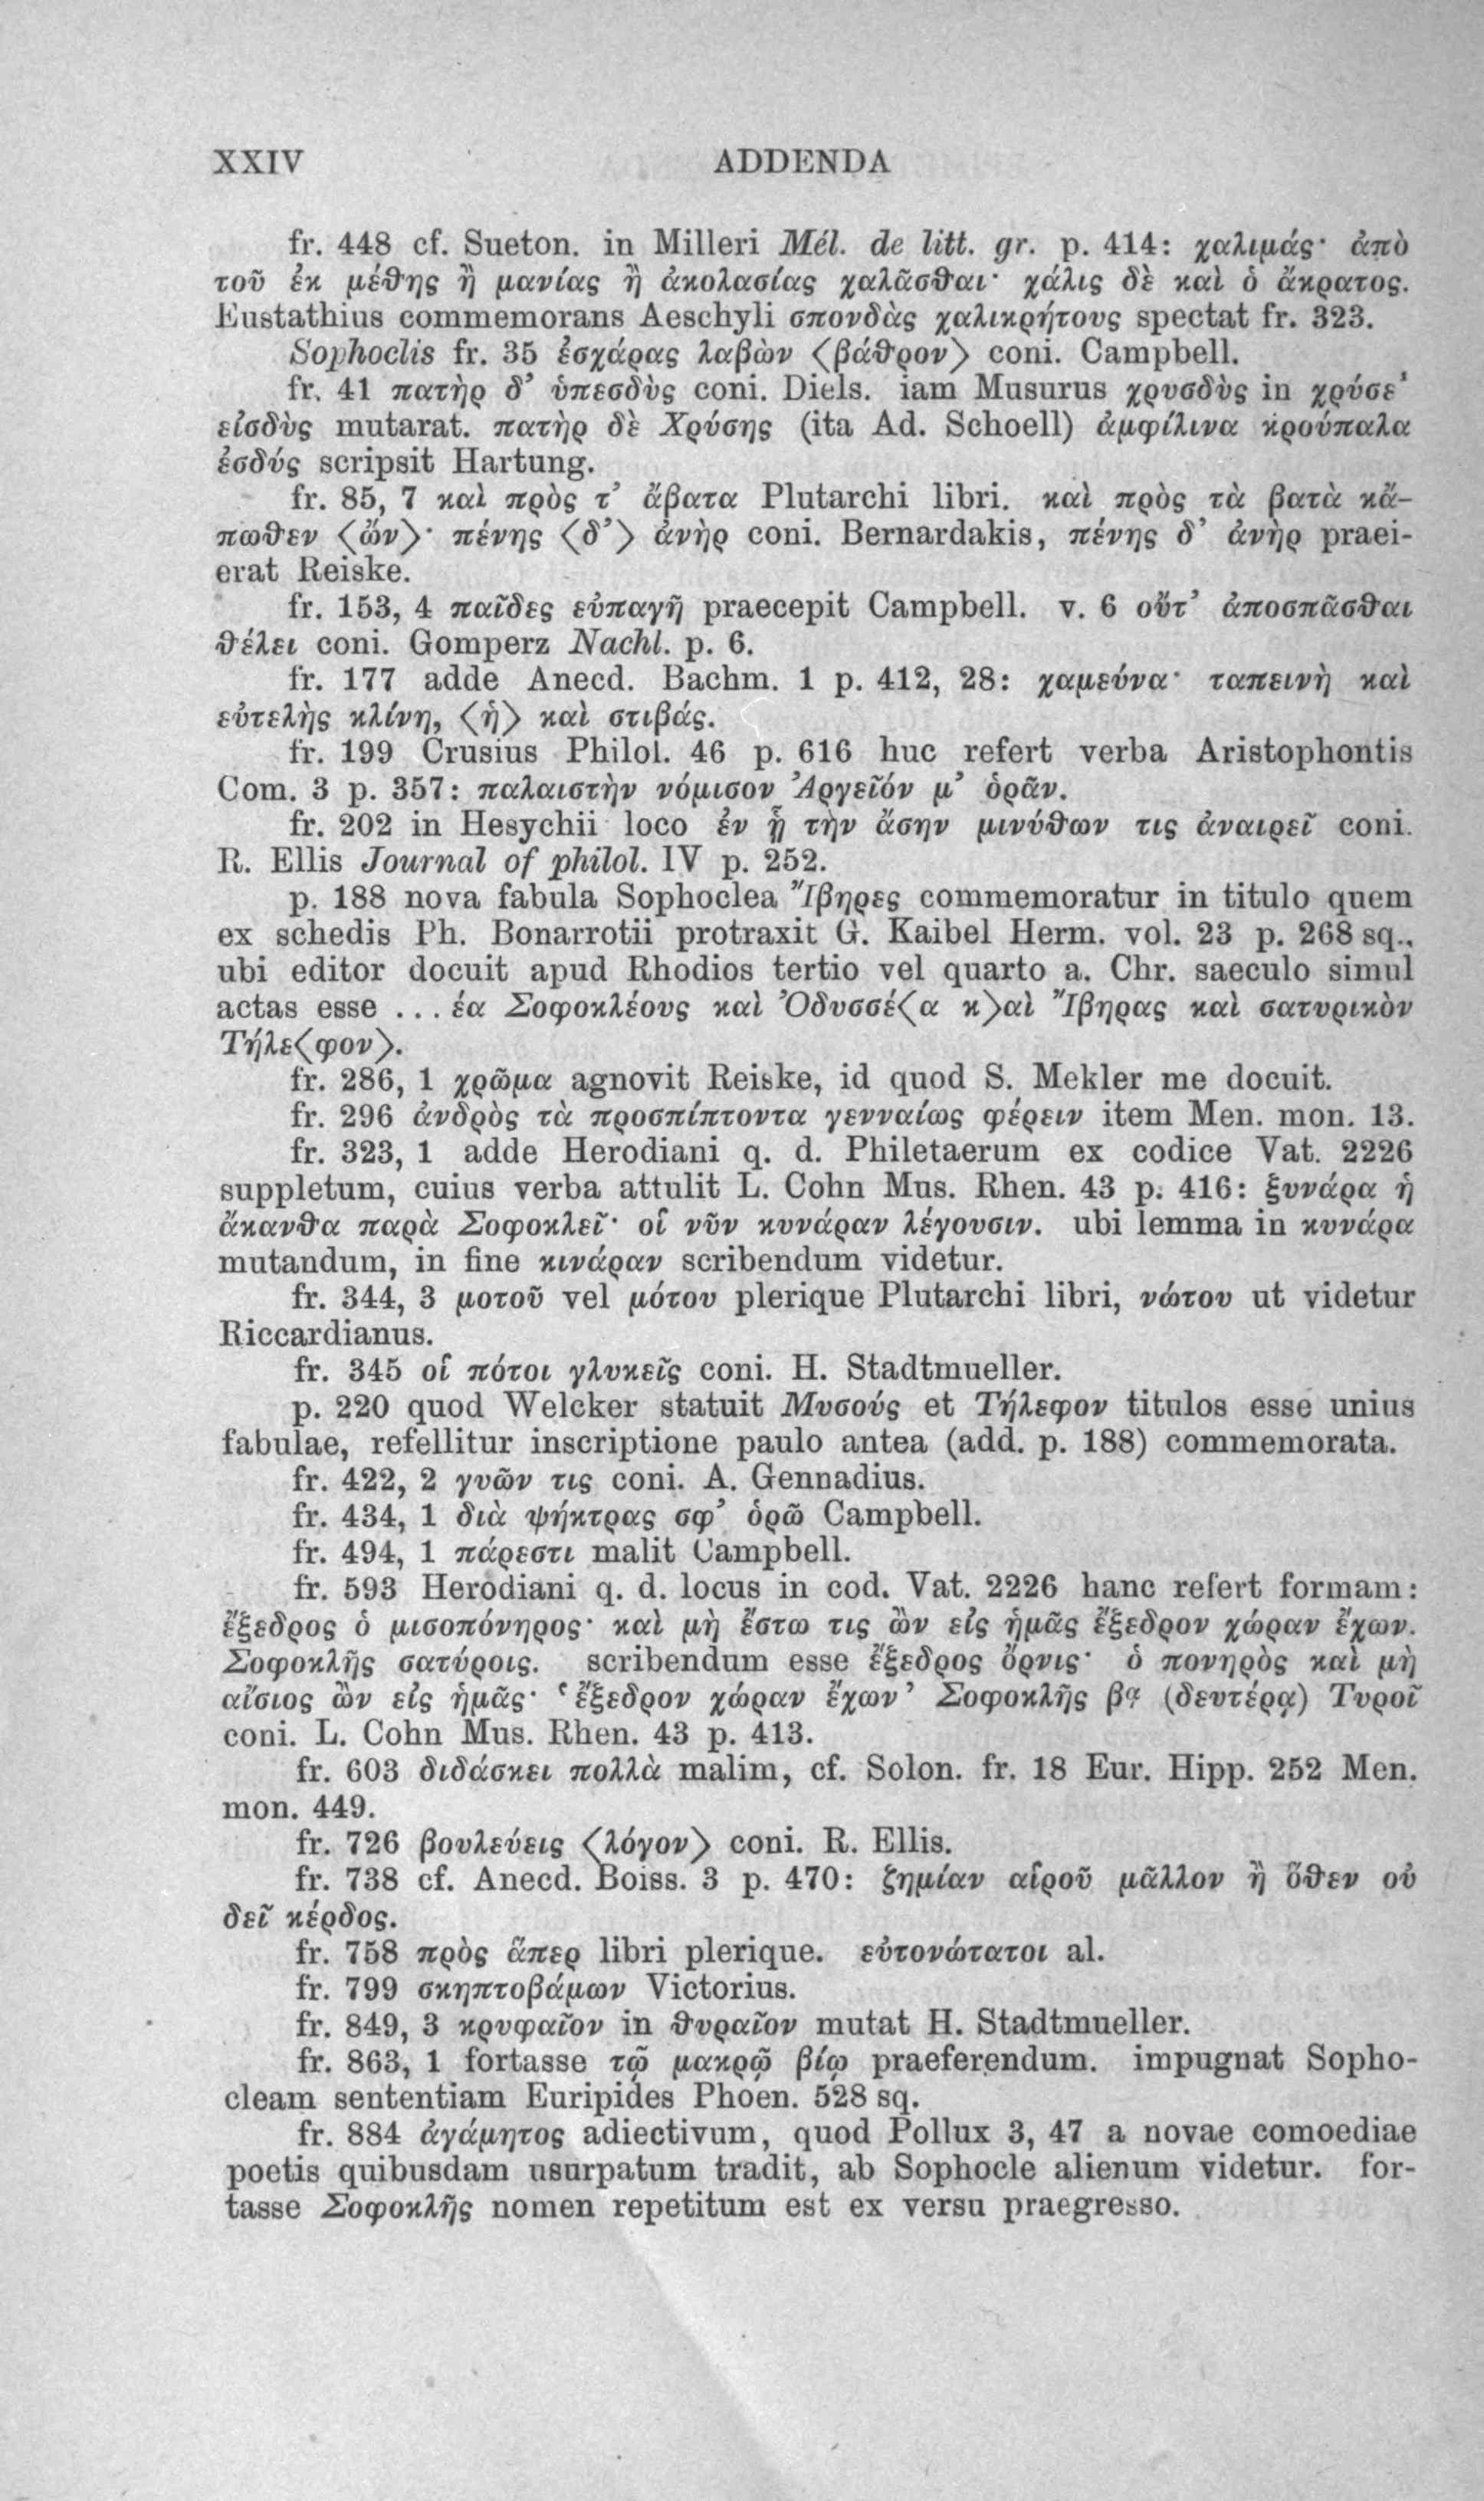 XXIV ADDENDA
fr. 448 cf. Sueton. in Milleri Mél. de litt. gr. p. 414: χαλιμάς· ἀπὸ
τοῦ ἐκ μέθης ἢ μανίας ἢ ἀκολασίας χαλᾶσθαι· χάλις δὲ καὶ ὁ ἄκρατος.
Eustathius commemorans Aeschyli σπονδὰς χαλικρήτους spectat fr. 323.
Sophoclis fr. 35 ἐσχάρας λαβὼν ⟨βάθρον⟩ coni. Campbell.
fr. 41 πατὴρ δ’ ὑπεσδὺς coni. Diels. iam Musurus χρυσδὺς in χρύσε’
εἰσδὺς mutarat. πατὴρ δὲ Χρύσης (ita Ad. Schoell) ἀμφίλινα κρούπαλα
ἐσδύς scripsit Hartung.
fr. 85, 7 καὶ πρὸς τ’ ἄβατα Plutarchi libri. καὶ πρὸς τὰ βατὰ κἄ-
πωθεν ⟨ὤν⟩· πένης ⟨δ’⟩ ἀνὴρ coni. Bernardakis, πένης δ’ ἀνὴρ praei-
erat Reiske.
fr. 153, 4 παῖδες εὐπαγῆ praecepit Campbell. v. 6 οὔτ’ ἀποσπᾶσθαι
θέλει coni. Gomperz Nachl. p. 6.
fr. 177 adde Anecd. Bachm. 1 p. 412, 28: χαμεύνα· ταπεινὴ καὶ
εὐτελὴς κλίνη, ⟨ἡ⟩ καὶ στιβάς.
fr. 199 Crusius Philol. 46 p. 616 huc refert verba Aristophontis
Com. 3 p. 357: παλαιστὴν νόμισον Ἀργεῖόν μ’ ὁρᾶν.
fr. 202 in Hesychii loco ἐν ᾗ τὴν ἄσην μινύθων τις ἀναιρεῖ coni.
R. Ellis Journal of philol. IV p. 252.
p. 188 nova fabula Sophoclea Ἴβηρες commemoratur in titulo quem
ex schedis Ph. Bonarrotii protraxit G. Kaibel Herm. vol. 23 p. 268 sq.,
ubi editor docuit apud Rhodios tertio vel quarto a. Chr. saeculo simul
actas esse ... έα Σοφοκλέους καὶ Ὀδυσσέ⟨α κ⟩αὶ Ἴβηρας καὶ σατυρικὸν
Τήλε⟨φον⟩.
fr. 286, 1 χρῶμα agnovit Reiske, id quod S. Mekler me docuit.
fr. 296 ἀνδρὸς τὰ προσπίπτοντα γενναίως φέρειν item Men. mon. 13.
fr. 323, 1 adde Herodiani q. d. Philetaerum ex codice Vat. 2226
suppletum, cuius verba attulit L. Cohn Mus. Rhen. 43 p. 416: ξυνάρα ἡ
ἄκανθα παρὰ Σοφοκλεῖ· οἱ νῦν κυνάραν λέγουσιν. ubi lemma in κυνάρα
mutandum, in fine κινάραν scribendum videtur.
fr. 344, 3 μοτοῦ vel μότου plerique Plutarchi libri, νώτου ut videtur
Riccardianus.
fr. 345 οἱ πότοι γλυκεῖς coni. H. Stadtmueller.
p. 220 quod Welcker statuit Μυσούς et Τήλεφον titulos esse unius
fabulae, refellitur inscriptione paulo antea (add. p. 188) commemorata.
fr. 422, 2 γυῶν τις coni. A. Gennadius.
fr. 434, 1 διὰ ψήκτρας σφ’ ὁρῶ Campbell.
fr. 494, 1 πάρεστι malit Campbell.
fr. 593 Herodiani q. d. locus in cod. Vat. 2226 hanc refert formam:
ἔξεδρος ὁ μισοπόνηρος· καὶ μὴ ἔστω τις ὢν εἰς ἡμᾶς ἔξεδρον χώραν ἔχων.
Σοφοκλῆς σατύροις. scribendum esse ἔξεδρος ὄρνις· ὁ πονηρὸς καὶ μὴ
αἴσιος ὢν εἰς ἡμᾶς· ‘ἔξεδρον χώραν ἔχων’ Σοφοκλῆς βᾳ (δευτέρᾳ) Τυροῖ
coni. L. Cohn Mus. Rhen. 43 p. 413.
fr. 603 διδάσκει πολλὰ malim, cf. Solon. fr. 18 Eur. Hipp. 252 Men.
mon. 449.
fr. 726 βουλεύεις ⟨λόγον⟩ coni. R. Ellis.
fr. 738 cf. Anecd. Boiss. 3 p. 470: ζημίαν αἱροῦ μᾶλλον ἢ ὅθεν οὐ
δεῖ κέρδος.
fr. 758 πρὸς ἅπερ libri plerique. εὐτονώτατοι al.
fr. 799 σκηπτοβάμων Victorius.
fr. 849, 3 κρυφαῖον in θυραῖον mutat H. Stadtmueller.
fr. 863, 1 fortasse τῷ μακρῷ βίῳ praeferendum. impugnat Sopho-
cleam sententiam Euripides Phoen. 528 sq.
fr. 884 ἀγάμητος adiectivum, quod Pollux 3, 47 a novae comoediae
poetis quibusdam usurpatum tradit, ab Sophocle alienum videtur. for-
tasse Σοφοκλῆς nomen repetitum est ex versu praegresso.